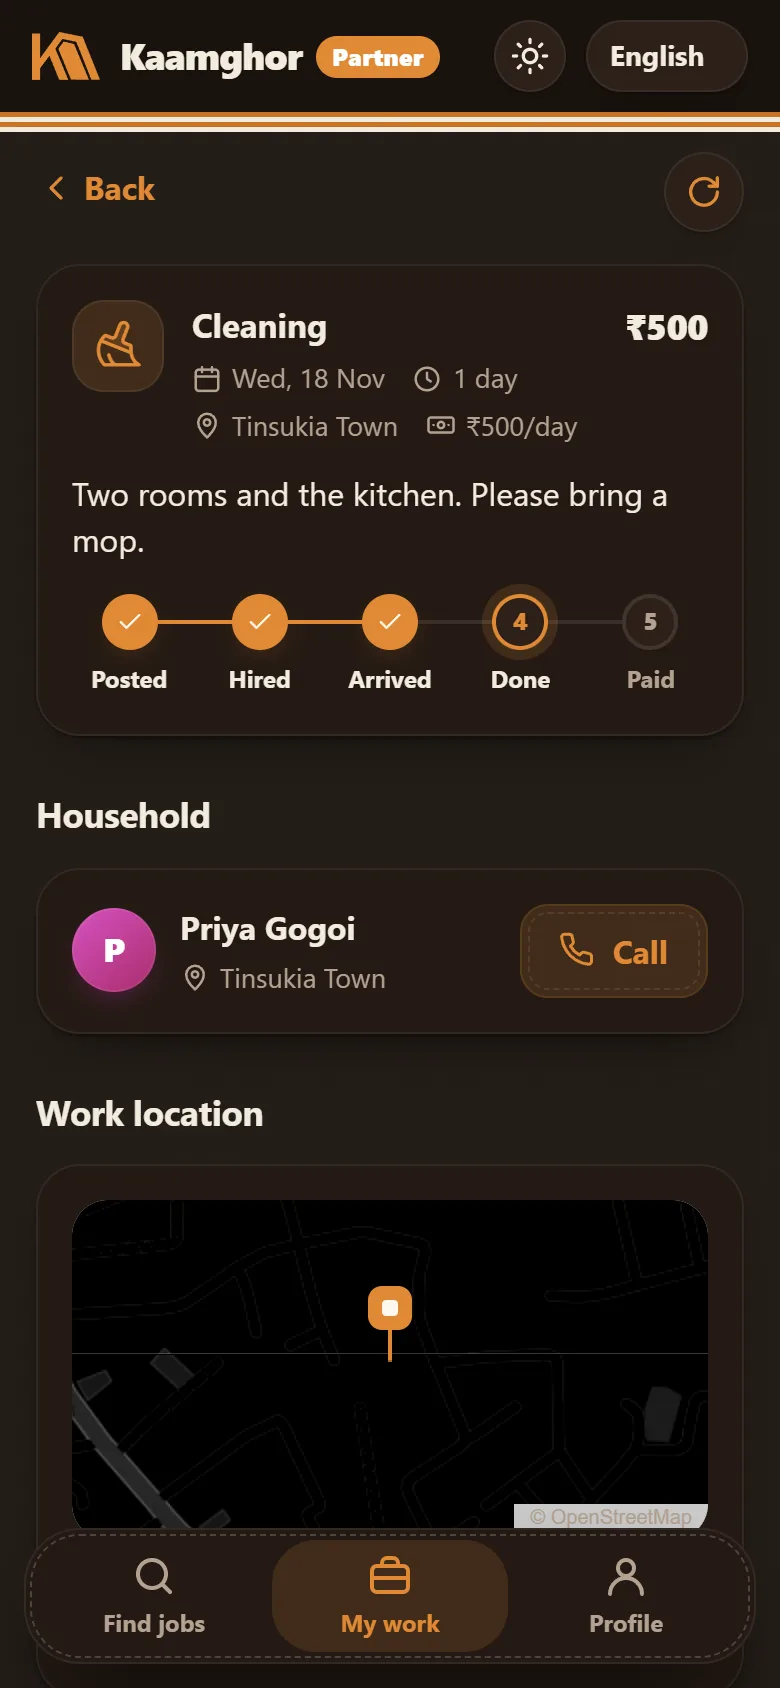 Kaamghor Partner English
Back
Cleaning ₹500
Wed, 18 Nov 1 day
Tinsukia Town ₹500/day
Two rooms and the kitchen. Please bring a
mop.
4 5
Posted Hired Arrived Done Paid
Household
P Priya Gogoi Call
Tinsukia Town
Work location
© OpenStreetMap
Find jobs My work Profile